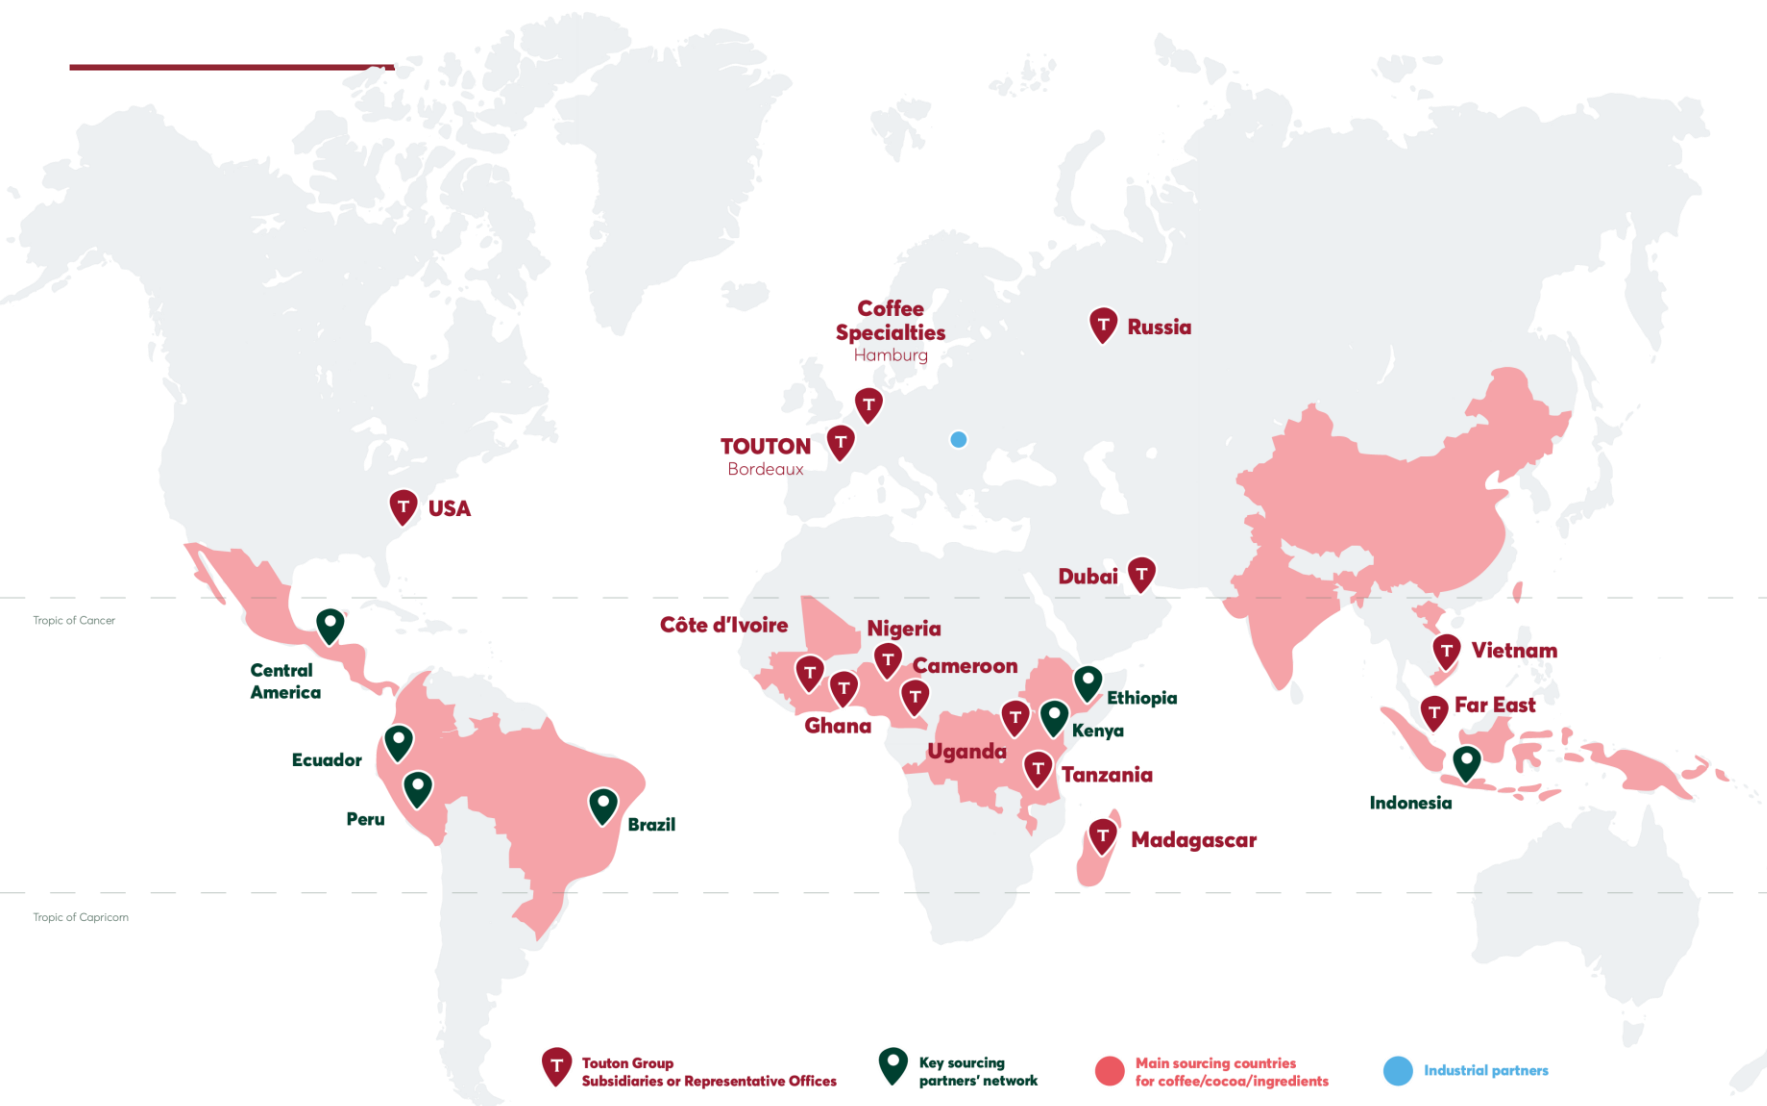 Coffee
Specialties
Hamburg
T
Russia
T
TOUTON
Bordeaux
T
T
USA
Dubai
T
Tropic of Cancer
Côte d'Ivoire
Nigeria
T
Cameroon
T
T
T
Ghana
Central
America
T
Vietnam
Ethiopia
T
Far East
T
Kenya
Uganda
Ecuador
T
Tanzania
Indonesia
Peru
Brazil
T
Madagascar
Tropic of Capricorn
T
Touton Group
Subsidiaries or Representative Offices
Key sourcing
partners' network
Main sourcing countries
for coffee/cocoa/ingredients
Industrial partners